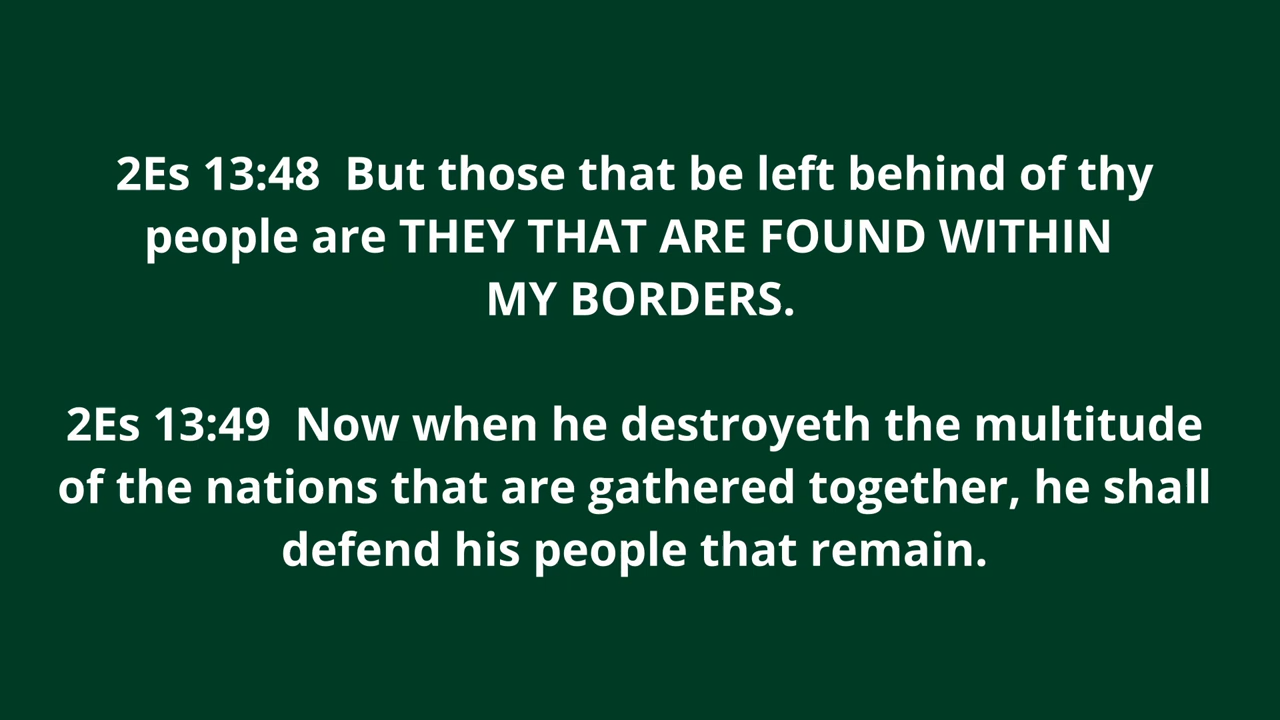 2Es 13:48  But those that be left behind of thy
people are THEY THAT ARE FOUND WITHIN
MY BORDERS.
2Es 13:49  Now when he destroyeth the multitude
of the nations that are gathered together, he shall
defend his people that remain.